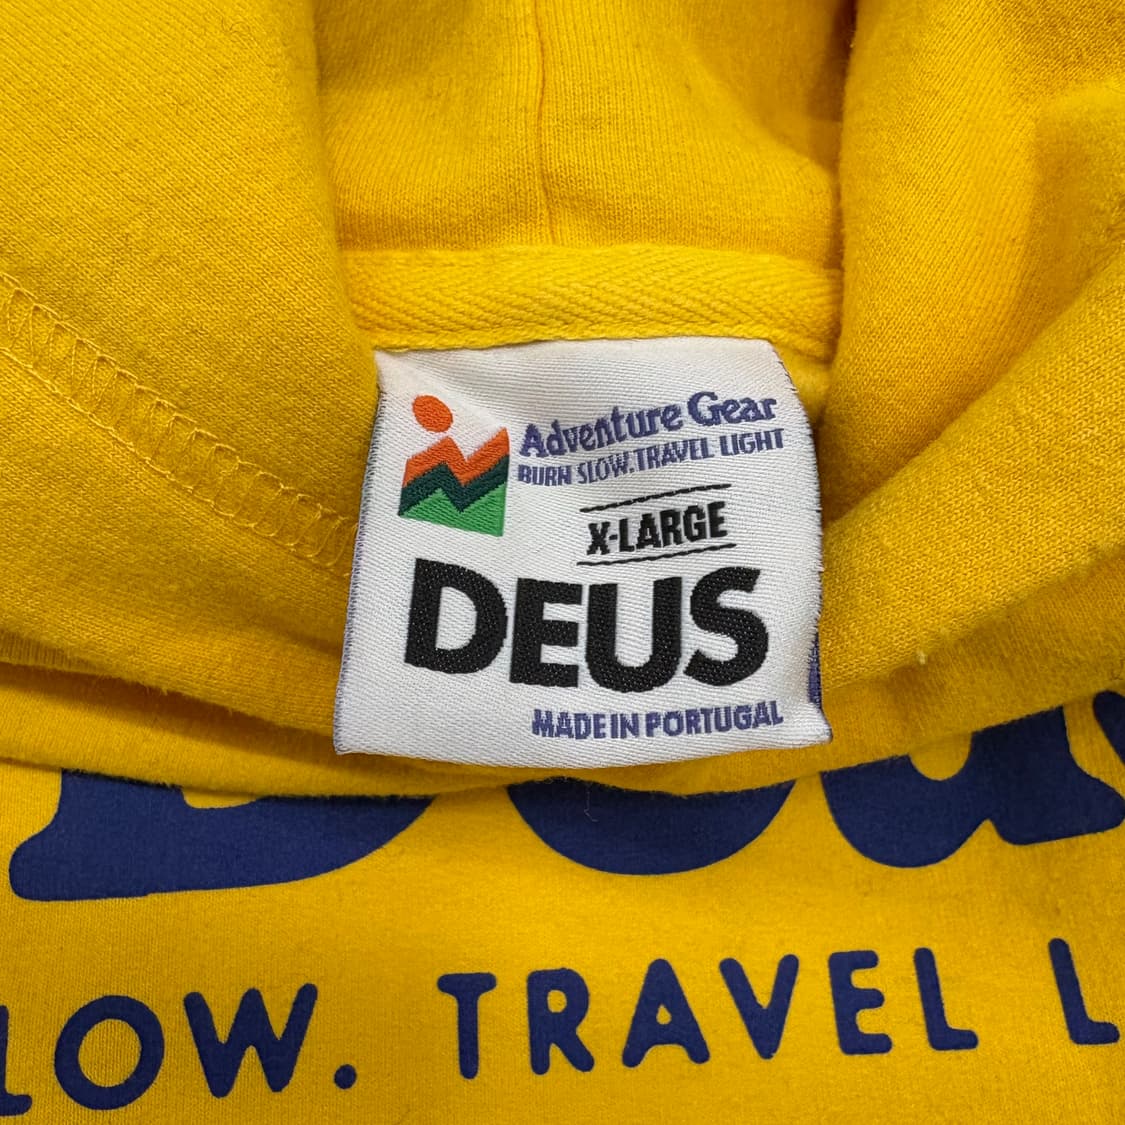 Adventure Gear
BURN SLOW. TRAVEL LIGHT
X-LARGE
DEUS
MADE IN PORTUGAL
LOW. TRAVEL L